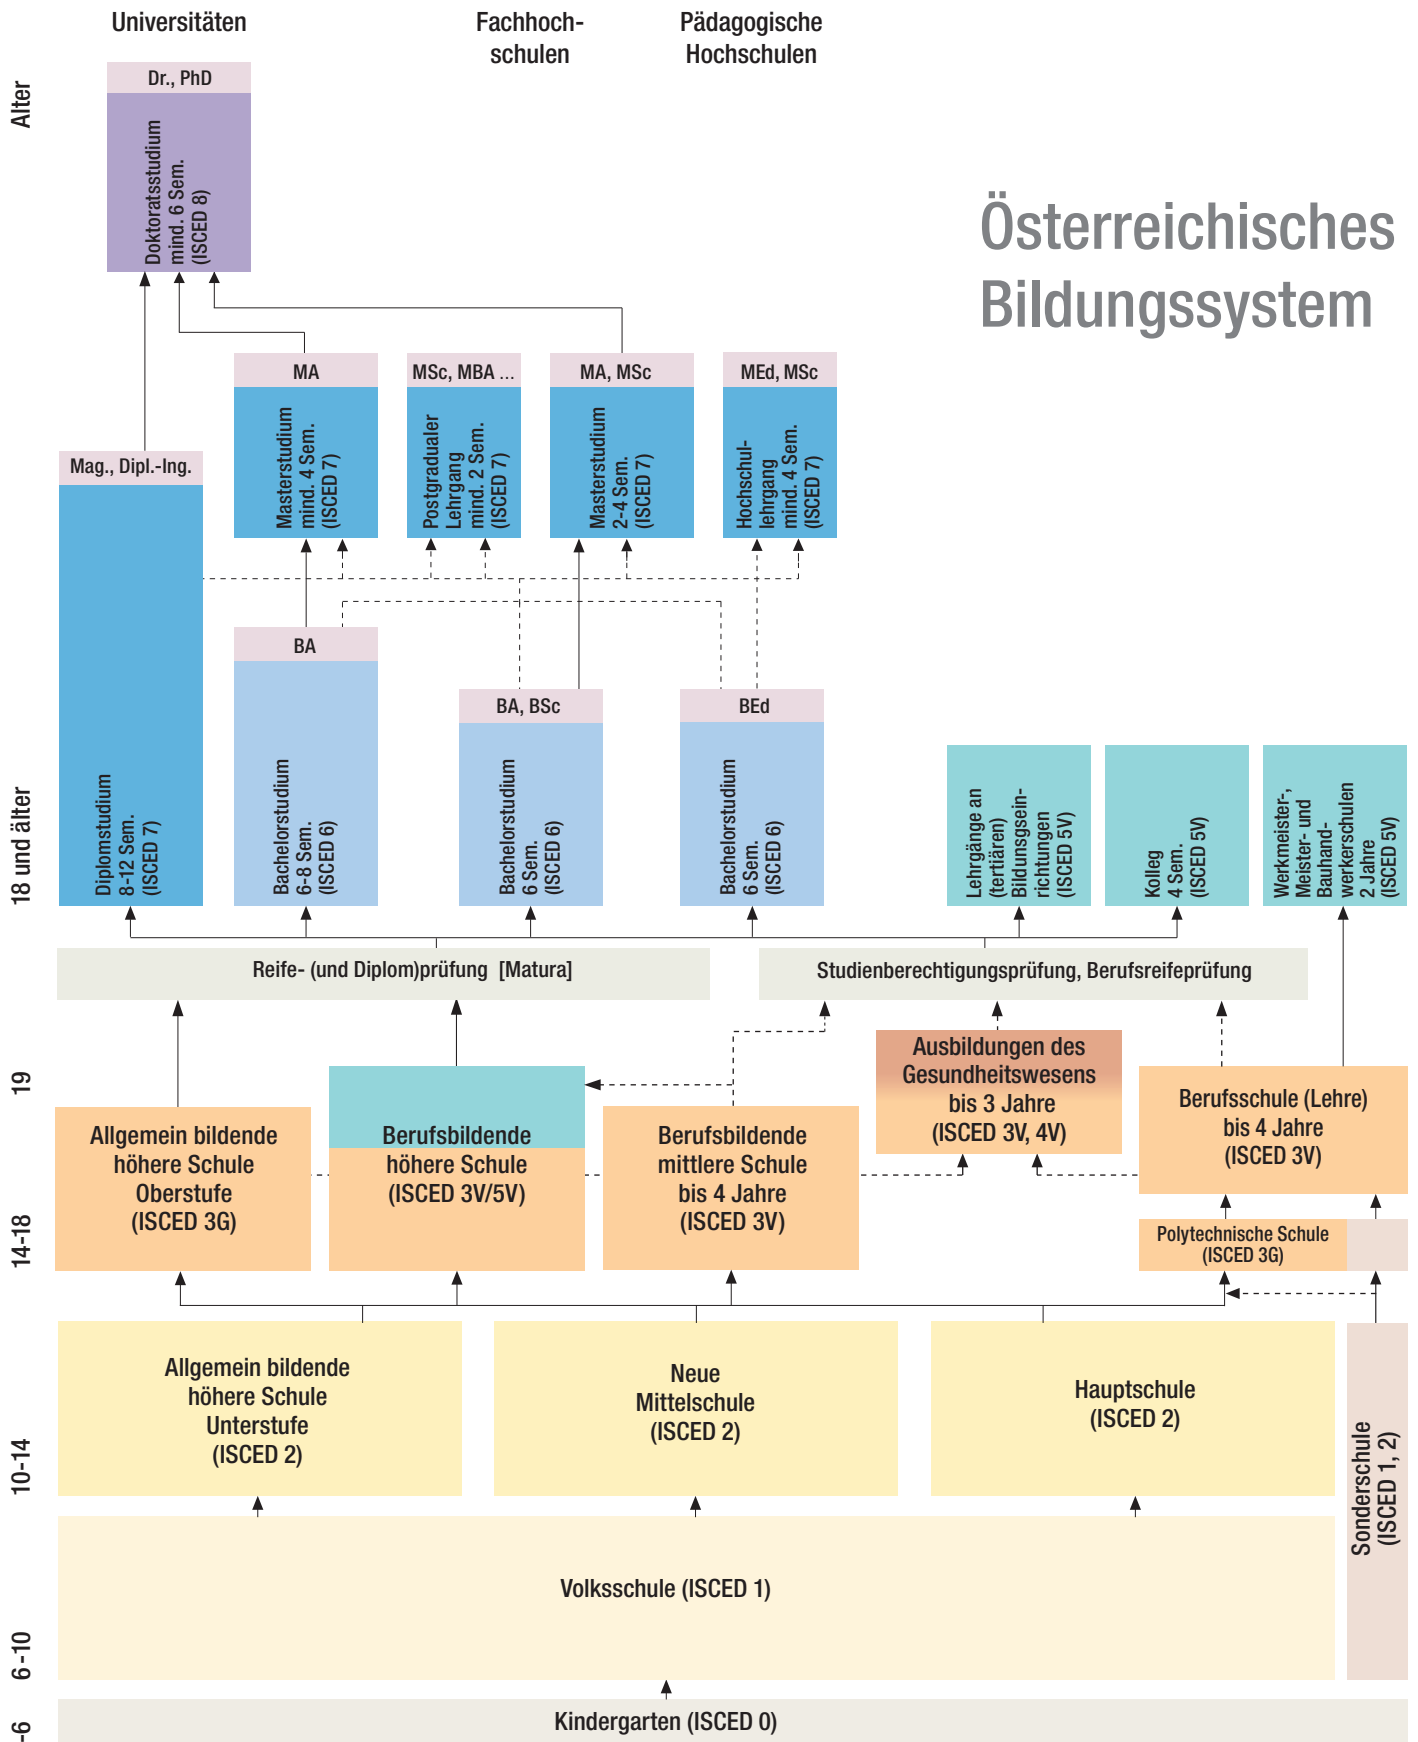 Universitäten
Fachhoch-
schulen
Pädagogische
Hochschulen
Alter
Österreichisches
Bildungssystem
Dr., PhD
Doktoratsstudium
mind. 6 Sem.
(ISCED 8)
MA
Masterstudium
mind. 4 Sem.
(ISCED 7)
MSc, MBA ...
Postgradualer
Lehrgang
mind. 2 Sem.
(ISCED 7)
MA, MSc
Masterstudium
2-4 Sem.
(ISCED 7)
MEd, MSc
Hochschul-
lehrgang
mind. 4 Sem.
(ISCED 7)
Mag., Dipl.-Ing.
Diplomstudium
8-12 Sem.
(ISCED 7)
BA
Bachelorstudium
6-8 Sem.
(ISCED 6)
BA, BSc
Bachelorstudium
6 Sem.
(ISCED 6)
BEd
Bachelorstudium
6 Sem.
(ISCED 6)
Lehrgänge an
(tertiären)
Bildungsein-
richtungen
(ISCED 5V)
Kolleg
4 Sem.
(ISCED 5V)
Werkmeister-,
Meister- und
Bauhand-
werkerschulen
2 Jahre
(ISCED 5V)
18 und älter
Reife- (und Diplom)prüfung [Matura]
Studienberechtigungsprüfung, Berufsreifeprüfung
19
Allgemein bildende
höhere Schule
Oberstufe
(ISCED 3G)
Berufsbildende
höhere Schule
(ISCED 3V/5V)
Berufsbildende
mittlere Schule
bis 4 Jahre
(ISCED 3V)
Ausbildungen des
Gesundheitswesens
bis 3 Jahre
(ISCED 3V, 4V)
Berufsschule (Lehre)
bis 4 Jahre
(ISCED 3V)
14-18
Polytechnische Schule
(ISCED 3G)
Allgemein bildende
höhere Schule
Unterstufe
(ISCED 2)
Neue
Mittelschule
(ISCED 2)
Hauptschule
(ISCED 2)
10-14
Sonderschule
(ISCED 1, 2)
Volksschule (ISCED 1)
6-10
Kindergarten (ISCED 0)
-6